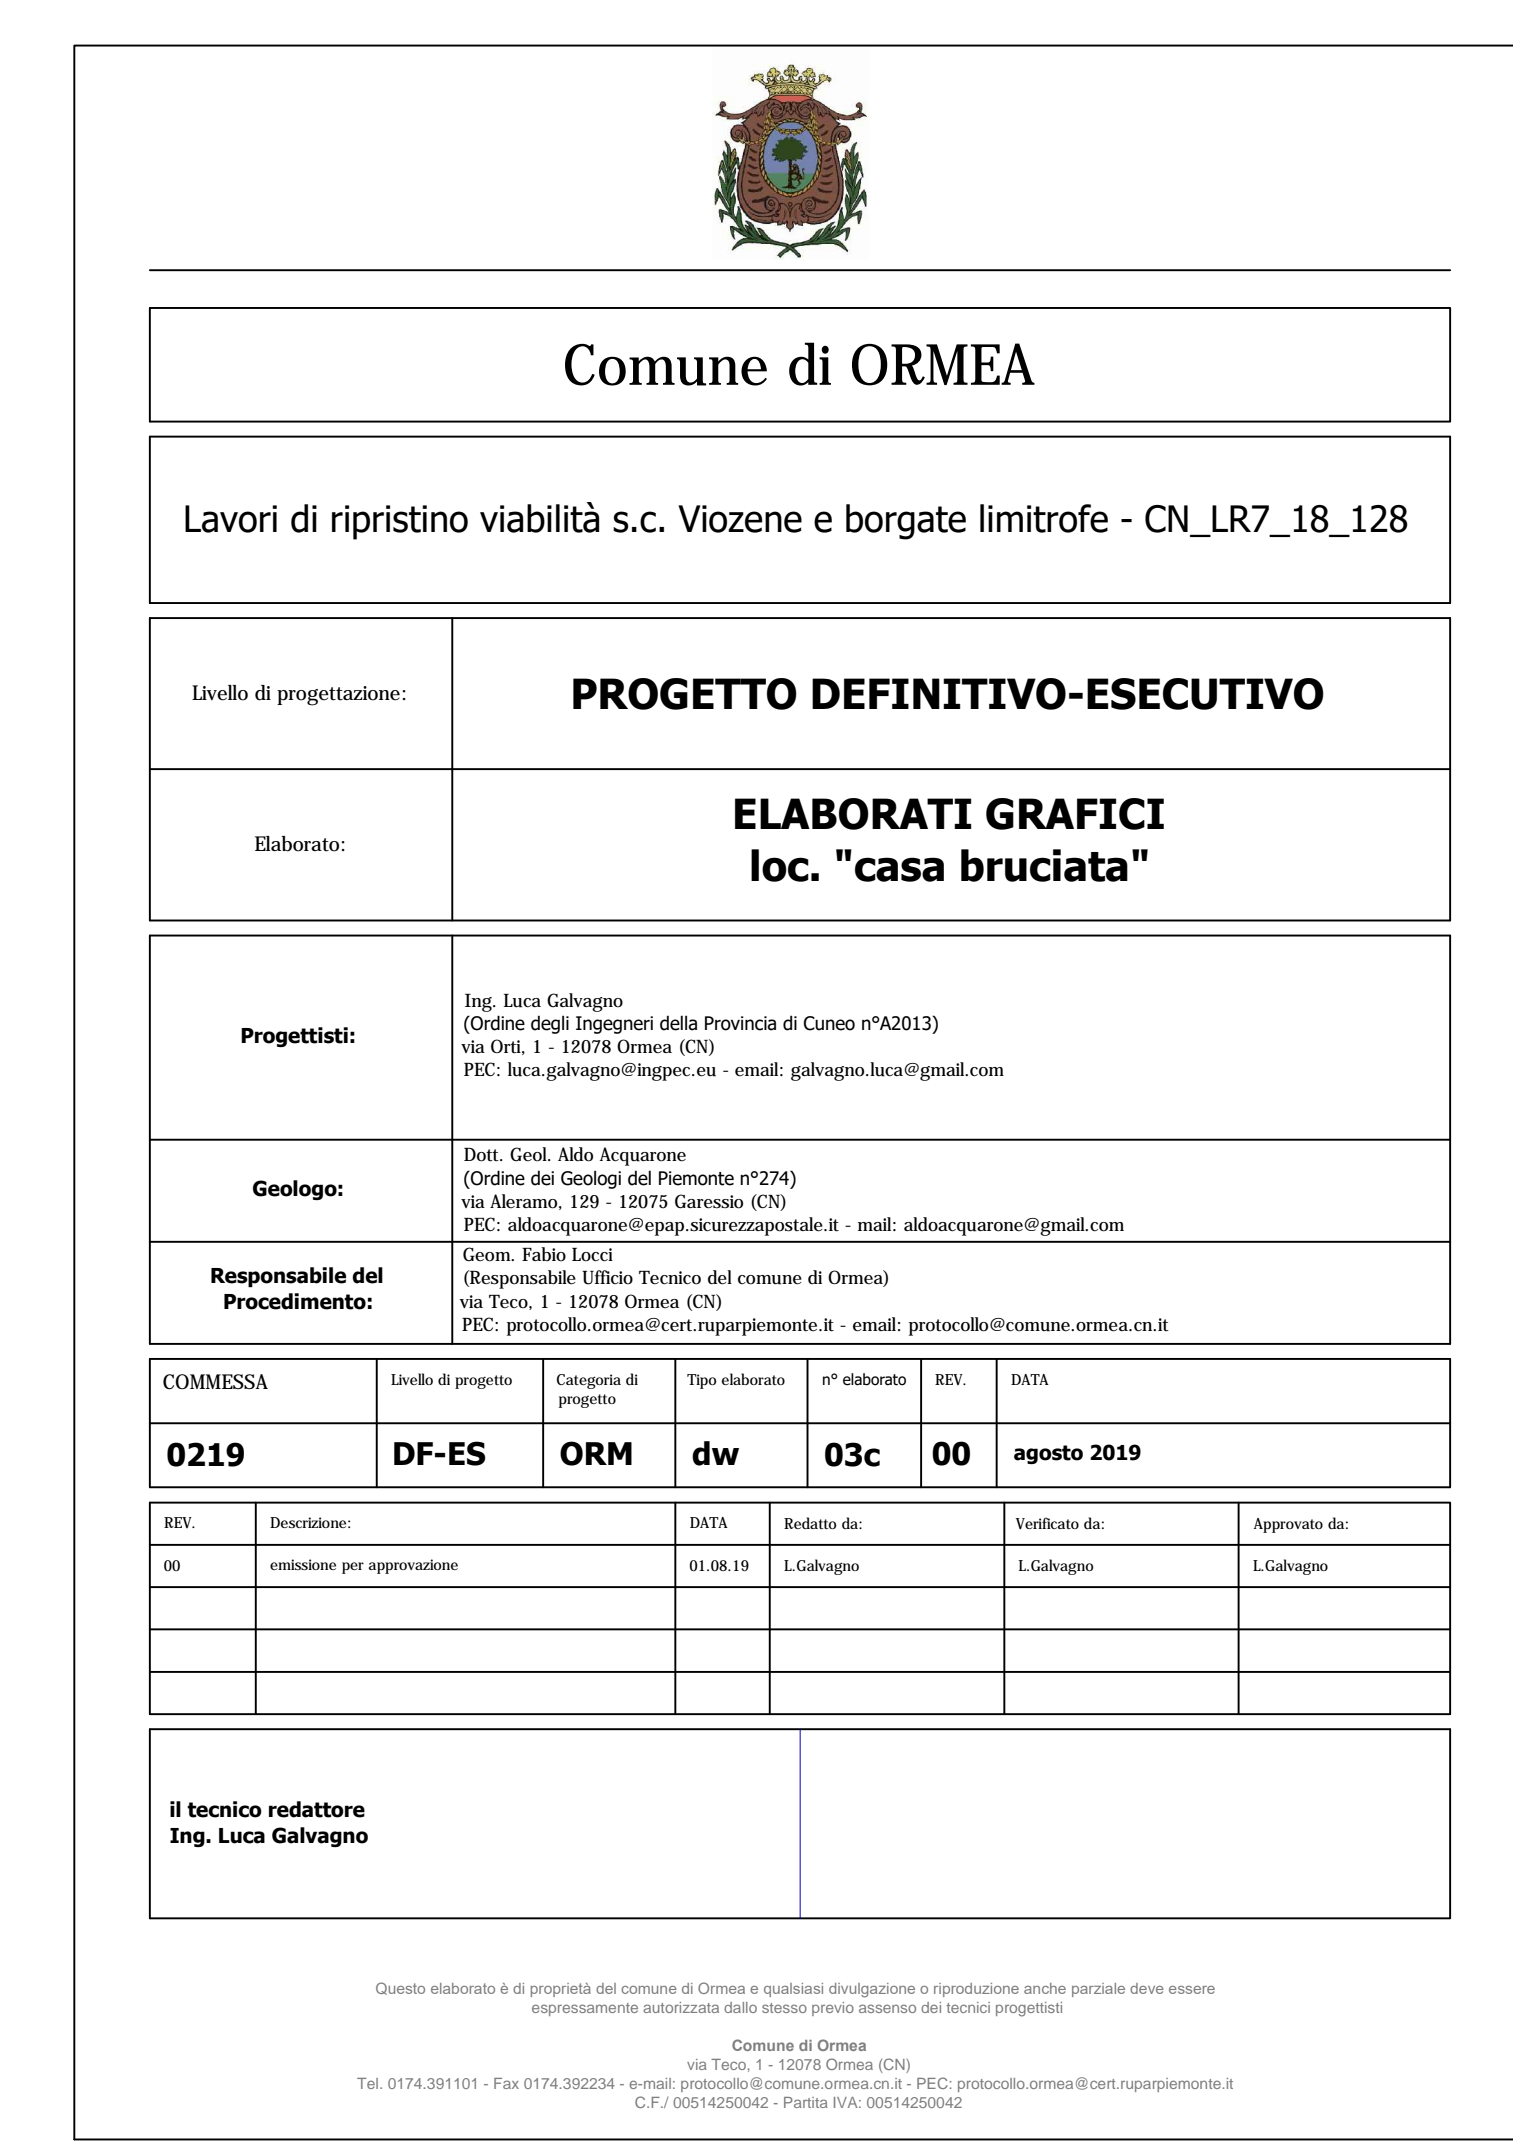 Comune di ORMEA
Lavori di ripristino viabilità s.c. Viozene e borgate limitrofe - CN_LR7_18_128
Livello di progettazione:
PROGETTO DEFINITIVO-ESECUTIVO
Elaborato:
ELABORATI GRAFICI
loc. "casa bruciata"
Progettisti:
Ing. Luca Galvagno
(Ordine degli Ingegneri della Provincia di Cuneo n°A2013)
via Orti, 1 - 12078 Ormea (CN)
PEC: luca.galvagno@ingpec.eu - email: galvagno.luca@gmail.com
Geologo:
Dott. Geol. Aldo Acquarone
(Ordine dei Geologi del Piemonte n°274)
via Aleramo, 129 - 12075 Garessio (CN)
PEC: aldoacquarone@epap.sicurezzapostale.it - mail: aldoacquarone@gmail.com
Responsabile del
Procedimento:
Geom. Fabio Locci
(Responsabile Ufficio Tecnico del comune di Ormea)
via Teco, 1 - 12078 Ormea (CN)
PEC: protocollo.ormea@cert.ruparpiemonte.it - email: protocollo@comune.ormea.cn.it
COMMESSA Livello di progetto Categoria di Tipo elaborato n° elaborato REV. DATA
progetto
0219 DF-ES ORM dw 03c 00 agosto 2019
REV. Descrizione: DATA Redatto da: Verificato da: Approvato da:
00 emissione per approvazione 01.08.19 L.Galvagno L.Galvagno L.Galvagno
il tecnico redattore
Ing. Luca Galvagno
Questo elaborato è di proprietà del comune di Ormea e qualsiasi divulgazione o riproduzione anche parziale deve essere
espressamente autorizzata dallo stesso previo assenso dei tecnici progettisti
Comune di Ormea
via Teco, 1 - 12078 Ormea (CN)
Tel. 0174.391101 - Fax 0174.392234 - e-mail: protocollo@comune.ormea.cn.it - PEC: protocollo.ormea@cert.ruparpiemonte.it
C.F./ 00514250042 - Partita IVA: 00514250042